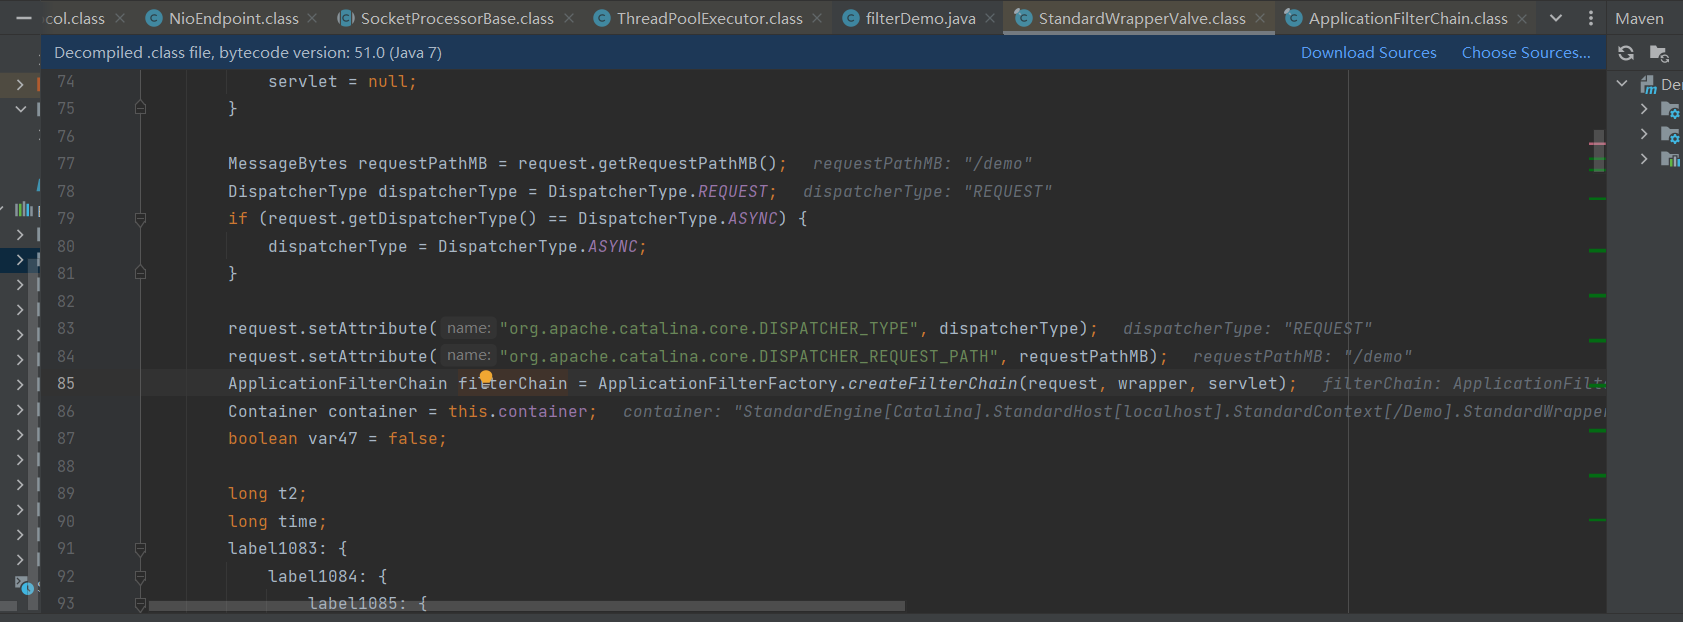 col.class NioEndpoint.class SocketProcessorBase.class ThreadPoolExecutor.class filterDemo.java StandardWrapperValve.class ApplicationFilterChain.class Maven
Decompiled .class file, bytecode version: 51.0 (Java 7) Download Sources Choose Sources...
74 servlet = null;
75 }
76
77 MessageBytes requestPathMB = request.getRequestPathMB(); requestPathMB: "/demo"
78 DispatcherType dispatcherType = DispatcherType.REQUEST; dispatcherType: "REQUEST"
79 if (request.getDispatcherType() == DispatcherType.ASYNC) {
80 dispatcherType = DispatcherType.ASYNC;
81 }
82
83 request.setAttribute( name: "org.apache.catalina.core.DISPATCHER_TYPE", dispatcherType); dispatcherType: "REQUEST"
84 request.setAttribute( name: "org.apache.catalina.core.DISPATCHER_REQUEST_PATH", requestPathMB); requestPathMB: "/demo"
85 ApplicationFilterChain filterChain = ApplicationFilterFactory.createFilterChain(request, wrapper, servlet); filterChain: ApplicationFilt
86 Container container = this.container; container: "StandardEngine[Catalina].StandardHost[localhost].StandardContext[/Demo].StandardWrappe
87 boolean var47 = false;
88
89 long t2;
90 long time;
91 label1083: {
92 label1084: {
93 label1085: {